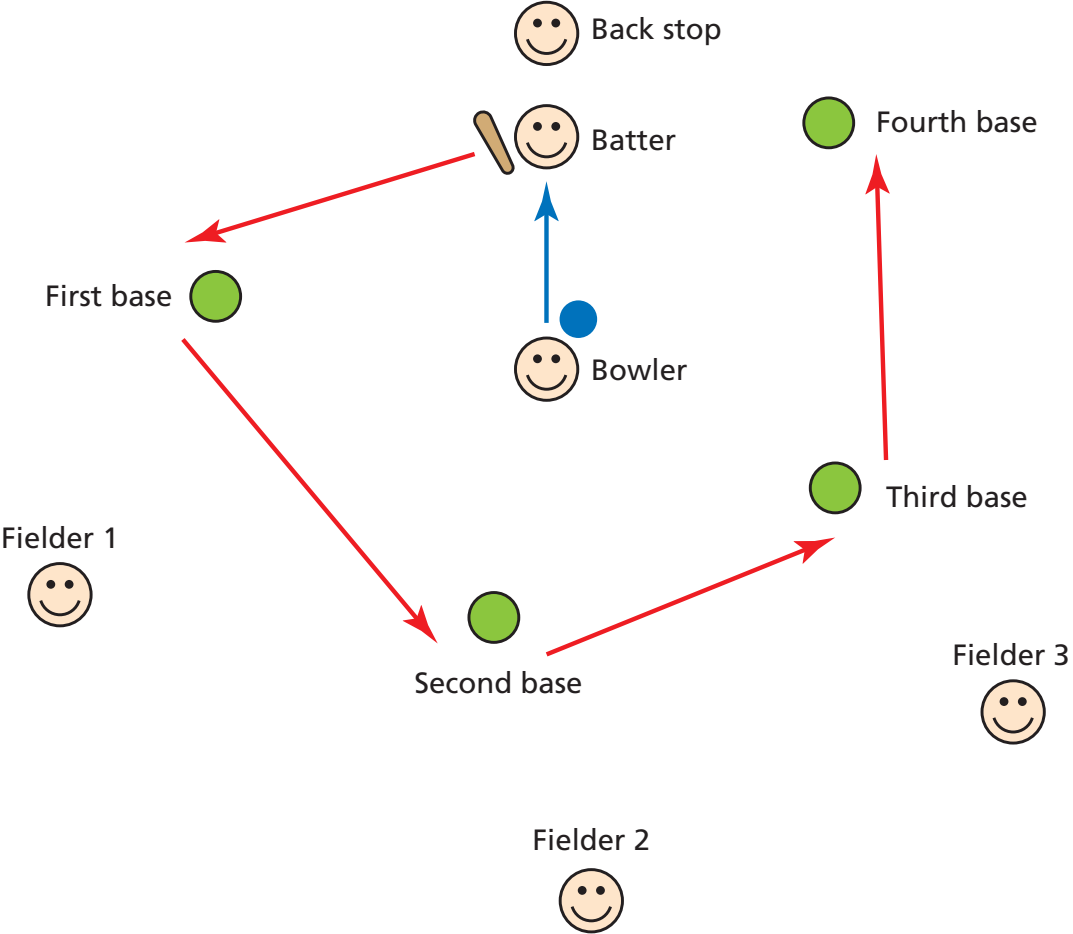 Back stop
Batter
Fourth base
First base
Bowler
Third base
Fielder 1
Second base
Fielder 3
Fielder 2